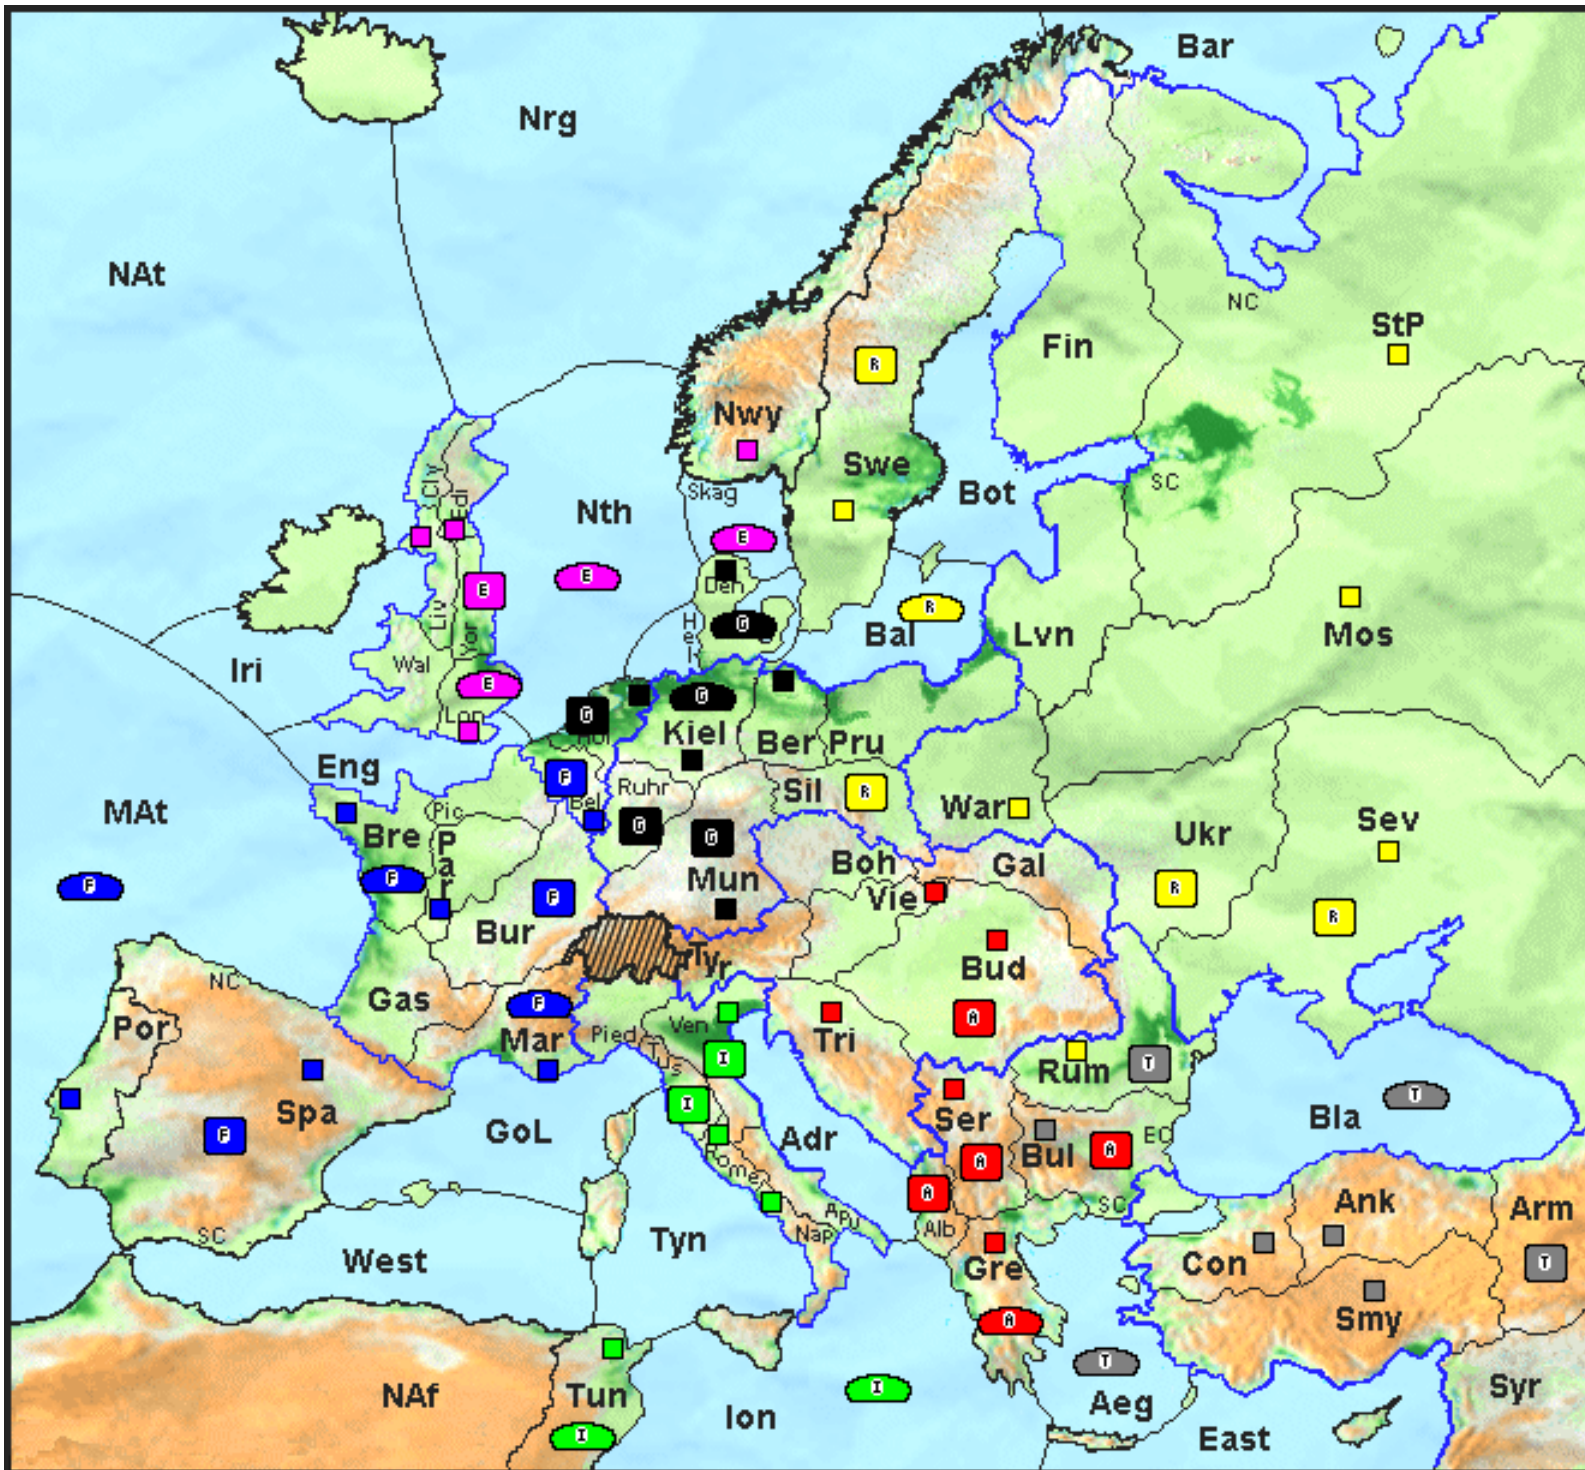 Bar
Nrg
NAt
NC
StP
Fin
Nwy
R
Swe
Cly
Edl
SC
Skag
Bot
Nth
E
E
Den
E
R
Mos
Liv
Yor
Hel
G
Bal
Lvn
Iri
Wal
E
Lon
G
G
Hol
Kiel
Ber
Pru
Eng
F
Bel
Ruhr
Sil
R
War
MAt
Pic
Bre
Par
G
G
Boh
Gal
Ukr
Sev
F
F
F
Mun
Vie
R
R
Bur
Tyr
Bud
NC
Gas
F
Por
Mar
Pied
Ven
Tri
A
Tus
I
Rum
T
Spa
GoL
I
Ser
Bla
T
F
Adr
Bul
EC
A
A
Rome
A
SC
Ank
Arm
SC
Apu
Nap
Alb
West
Tyn
Gre
Con
T
A
Smy
T
NAf
Tun
I
Ion
Aeg
Syr
I
East